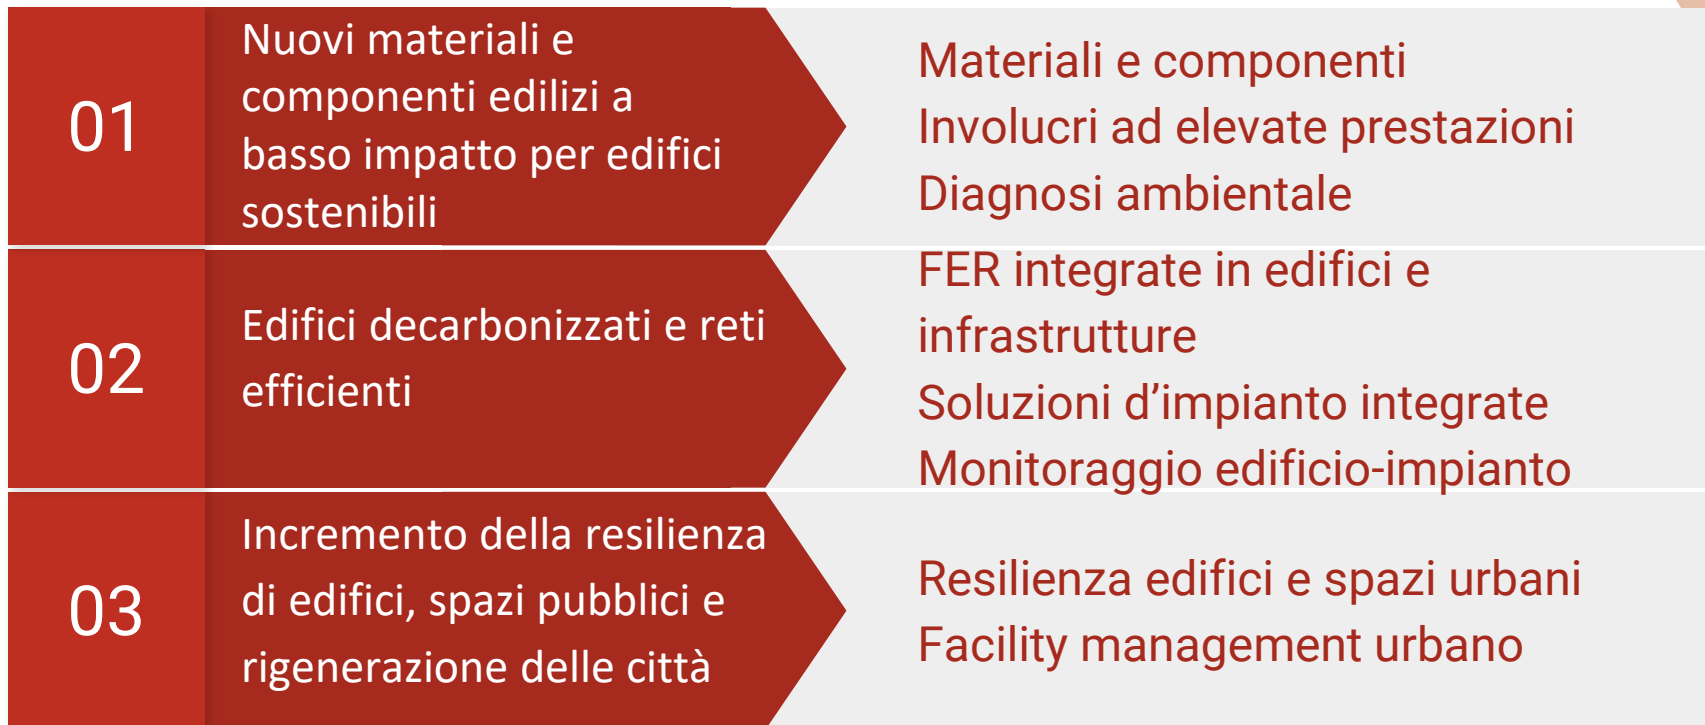 01
Nuovi materiali e
componenti edilizi a
basso impatto per edifici
sostenibili
Materiali e componenti
Involucri ad elevate prestazioni
Diagnosi ambientale
02
Edifici decarbonizzati e reti
efficienti
FER integrate in edifici e
infrastrutture
Soluzioni d’impianto integrate
Monitoraggio edificio-impianto
03
Incremento della resilienza
di edifici, spazi pubblici e
rigenerazione delle città
Resilienza edifici e spazi urbani
Facility management urbano